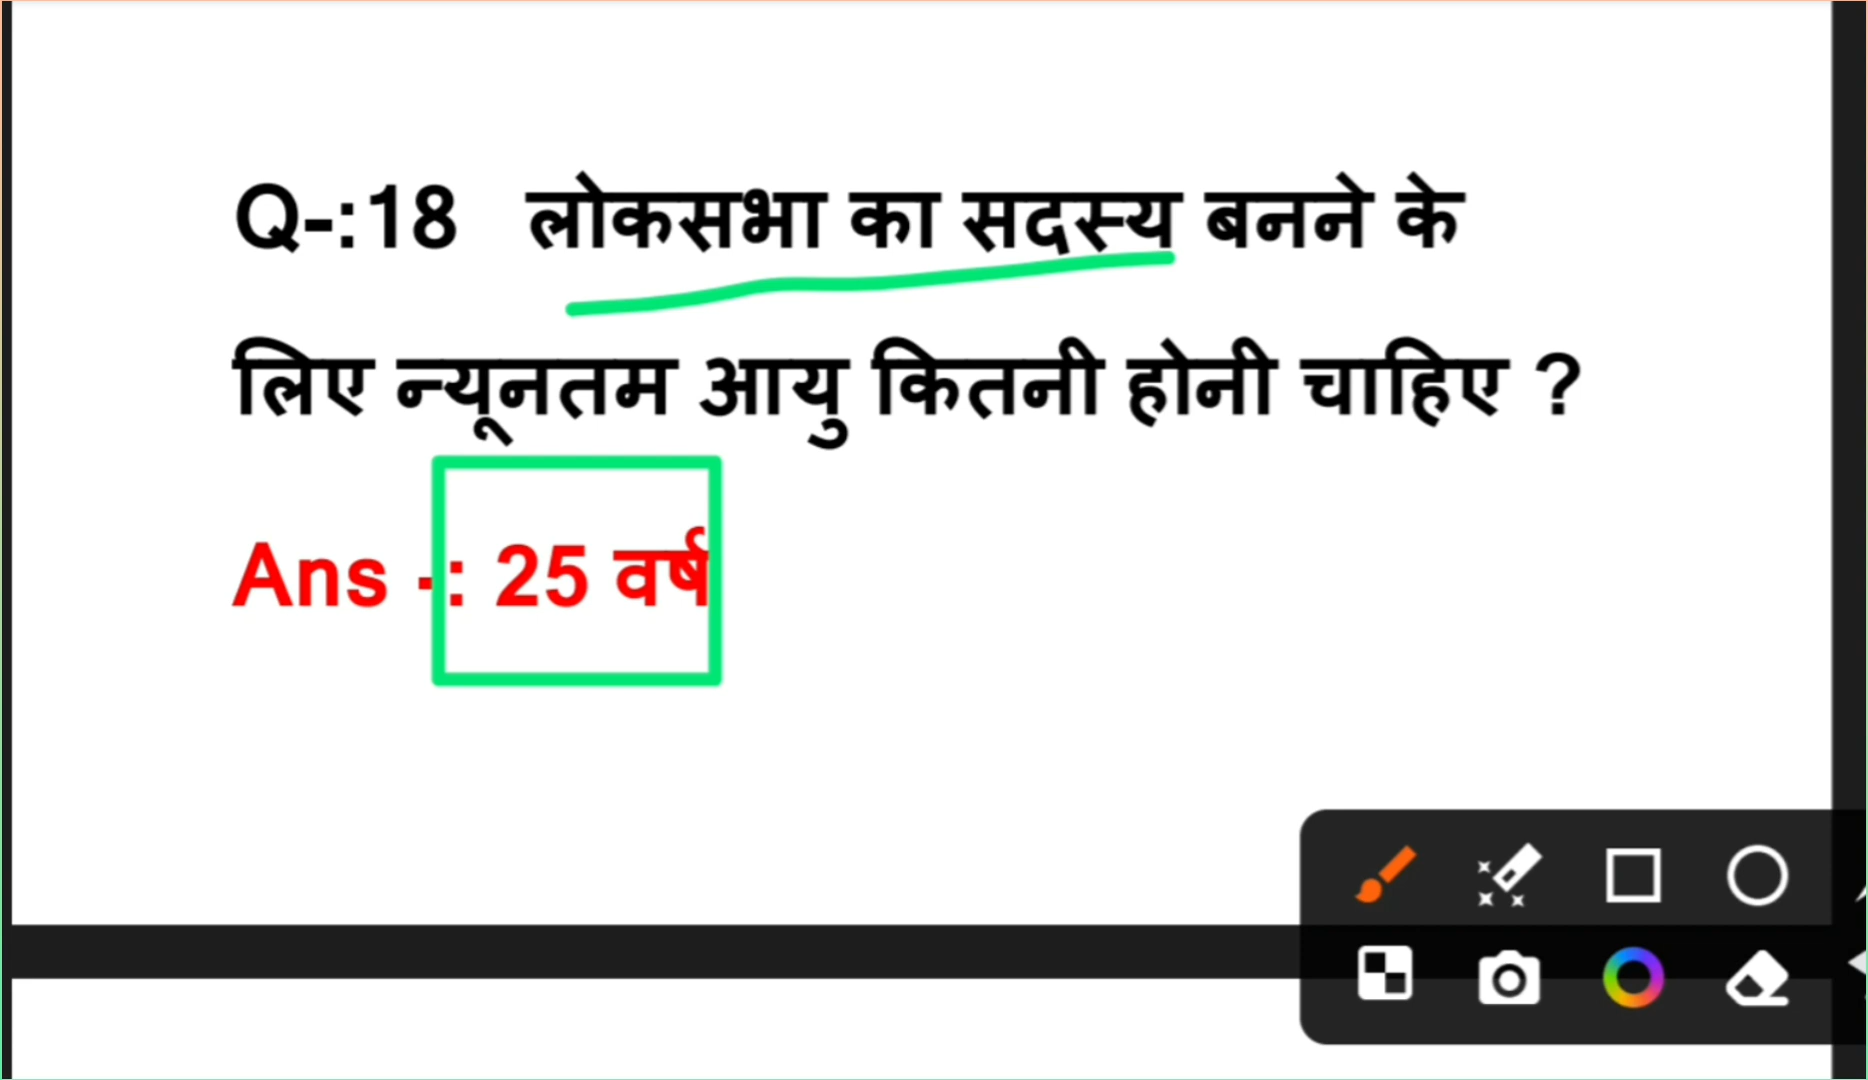 Q-:18 लोकसभा का सदस्य बनने के
लिए न्यूनतम आयु कितनी होनी चाहिए ?
Ans -: 25 वर्ष